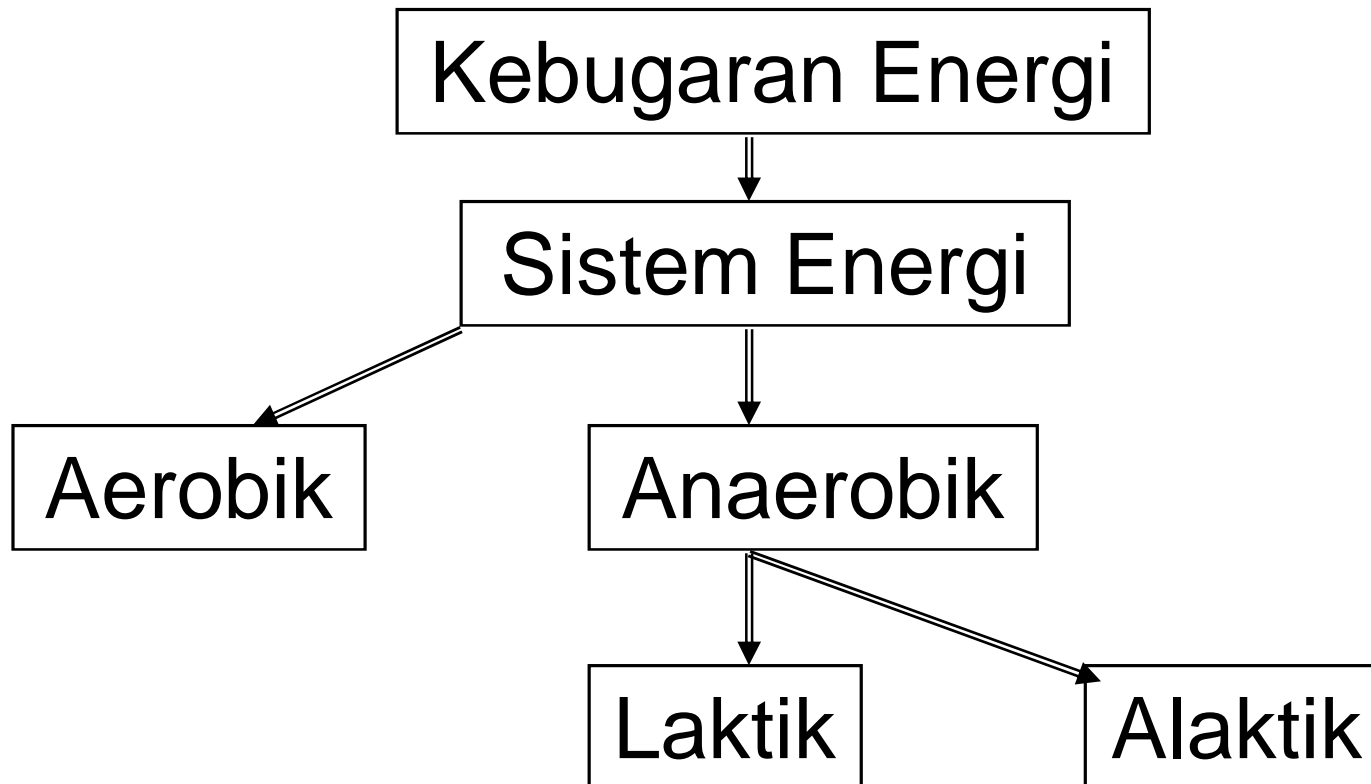 Kebugaran Energi
Sistem Energi
Aerobik
Anaerobik
Laktik
Alaktik